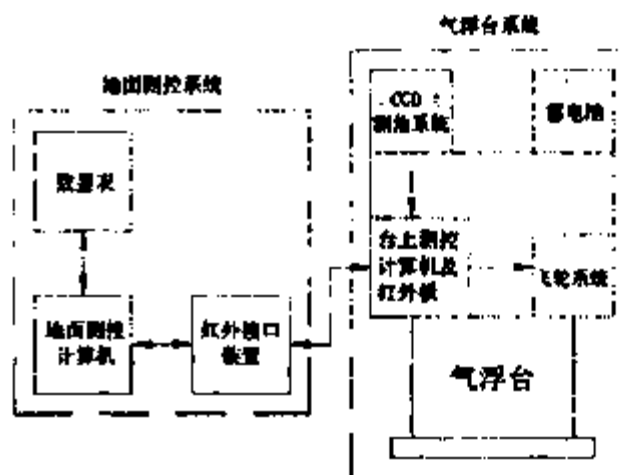 气浮台系统
地面测控系统
CCD
测角系统
蓄电池
数显表
台上测控
计算机及
红外板
飞轮系统
地面测控
计算机
红外接口
装置
气浮台